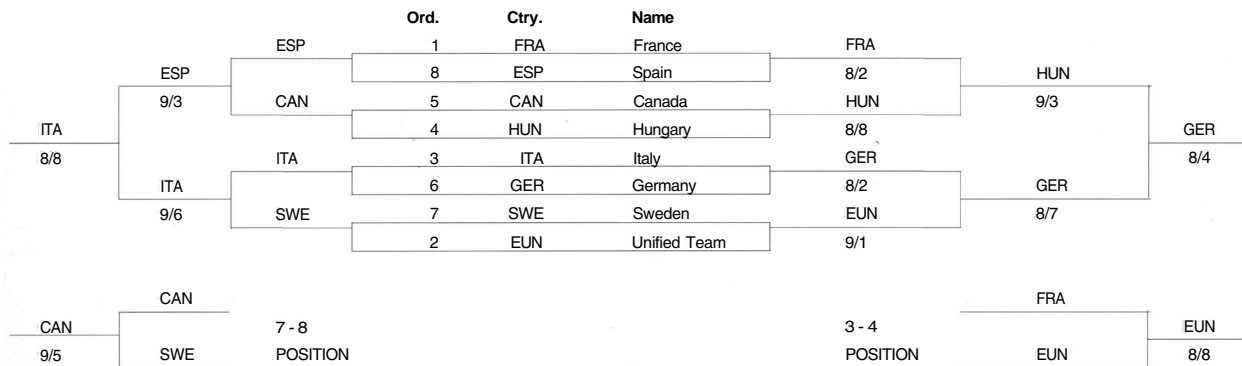 Ord. Ctry. Name
ESP 1 FRA France FRA
ESP 8 ESP Spain 8/2 HUN
9/3 CAN 5 CAN Canada HUN 9/3
ITA 4 HUN Hungary 8/8 GER
8/8 ITA 3 ITA Italy GER 8/4
ITA 6 GER Germany 8/2 GER
9/6 SWE 7 SWE Sweden EUN 8/7
2 EUN Unified Team 9/1
CAN FRA
CAN 7 - 8 3 - 4 EUN
9/5 SWE POSITION POSITION EUN 8/8